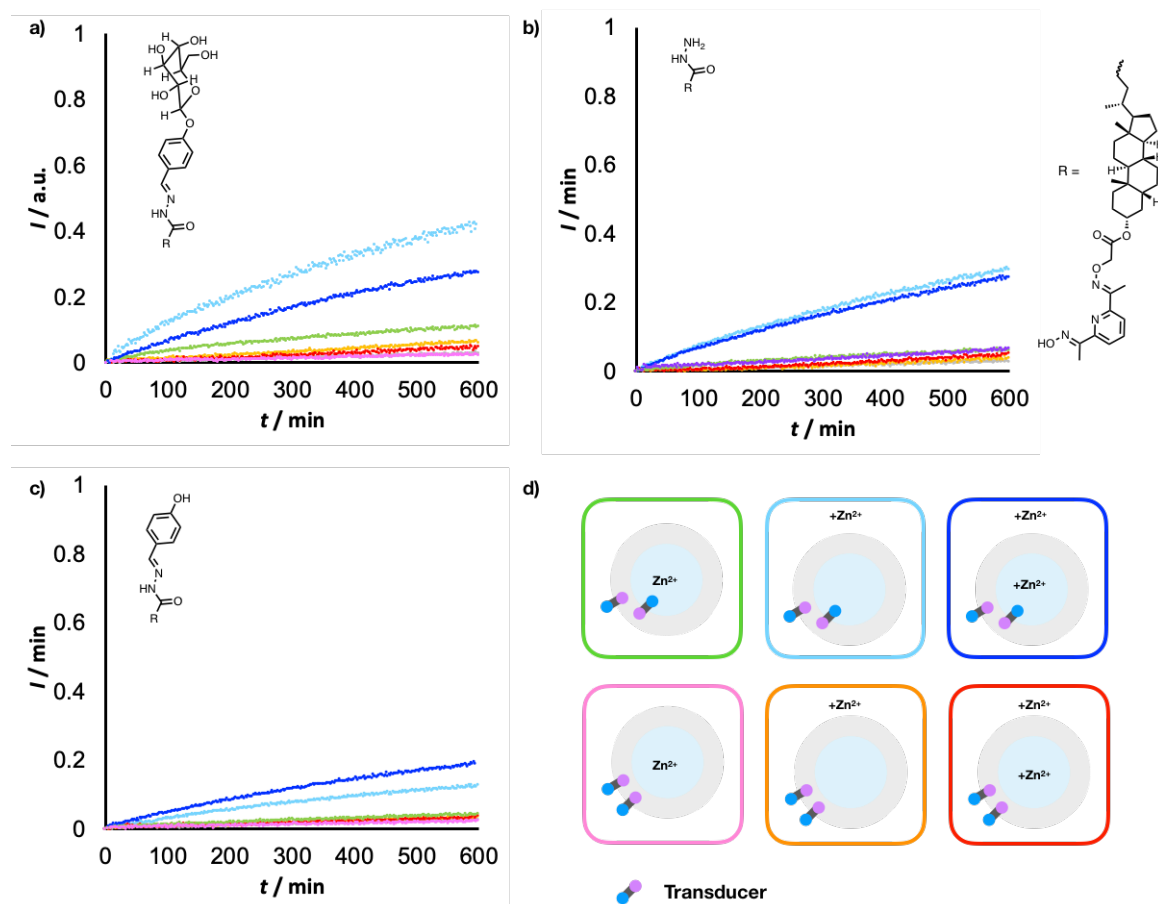 a)
1
0.8
0.6
0.4
0.2
0
I / a.u.
0 100 200 300 400 500 600
t / min
H
OH
HO
OH
H
H
H
HO
O
H
O
N
HN
O
R
b)
1
0.8
0.6
0.4
0.2
0
I / min
0 100 200 300 400 500 600
t / min
NH2
HN
O
R
R =
H
H
H
H
O
O
O
N
N
HO
N
c)
1
0.8
0.6
0.4
0.2
0
I / min
0 100 200 300 400 500 600
t / min
OH
N
HN
O
R
d)
Zn2+
+Zn2+
+Zn2+
+Zn2+
Zn2+
+Zn2+
+Zn2+
+Zn2+
Transducer